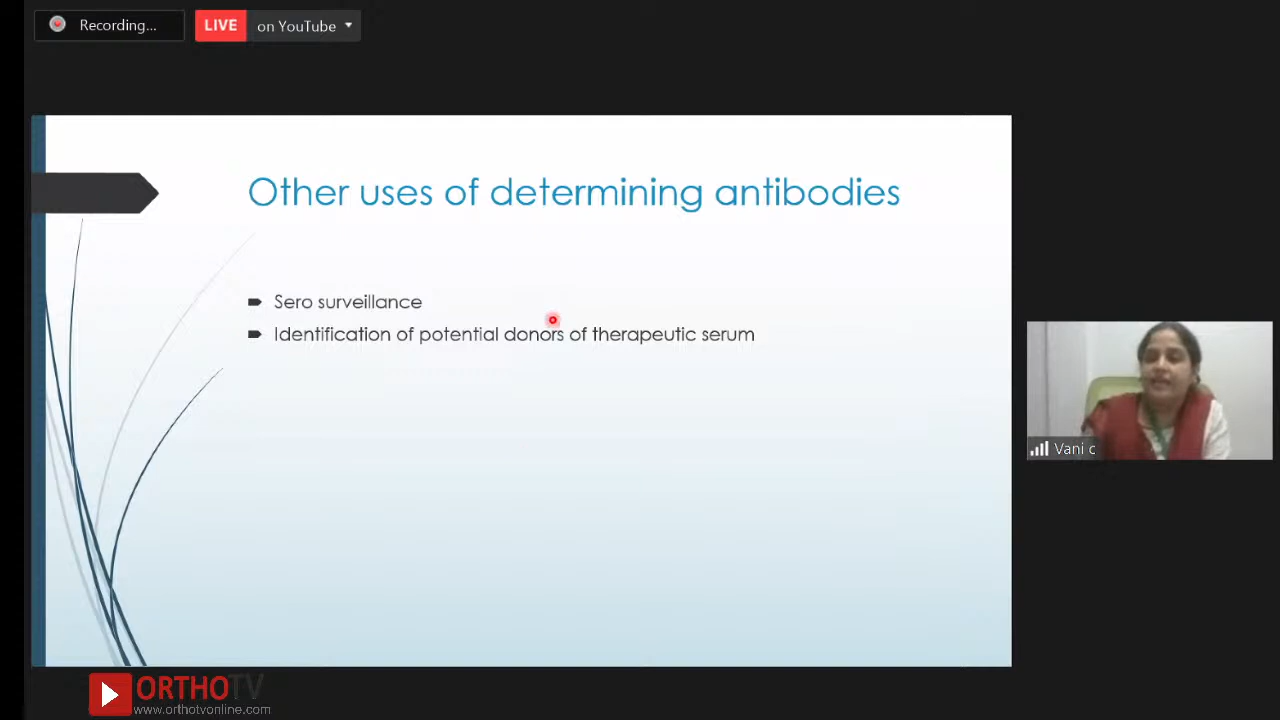 Recording...
LIVE on YouTube
Other uses of determining antibodies
Sero surveillance
Identification of potential donors of therapeutic serum
Vani c
ORTHOTV
www.orthotvonline.com